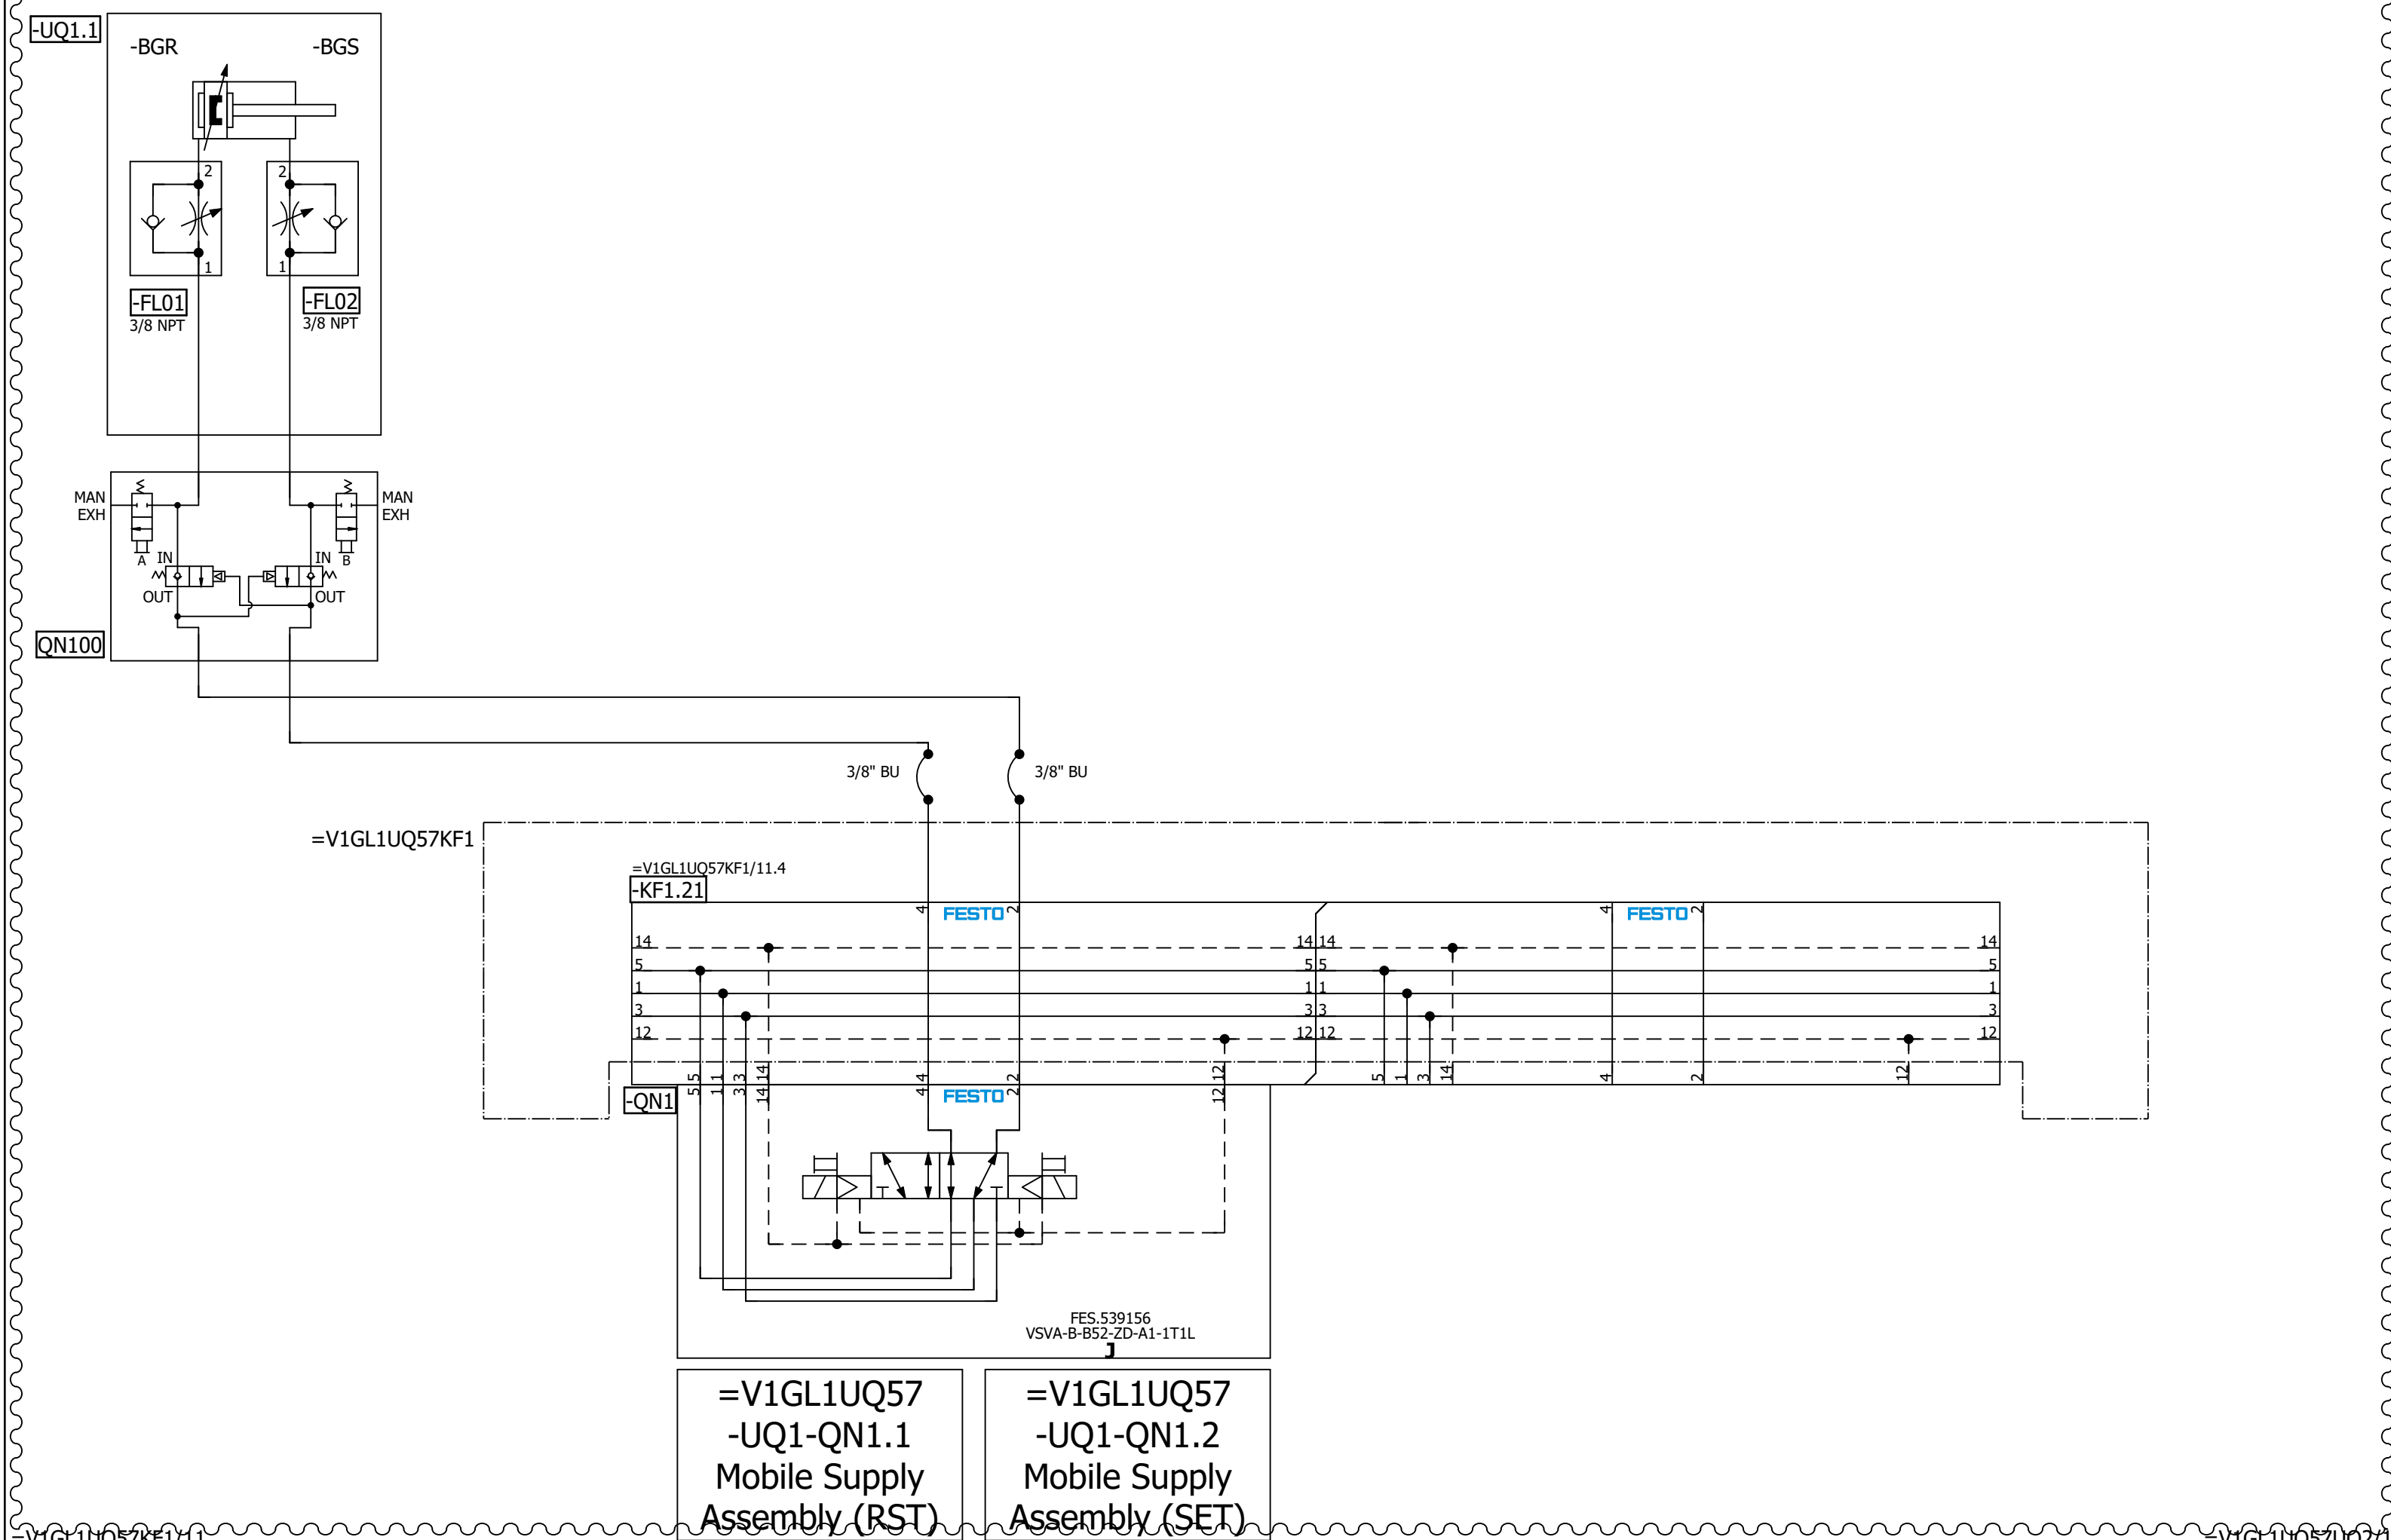 -UQ1.1
-BGR -BGS
2 2
1 1
-FL01 -FL02
3/8 NPT 3/8 NPT
MAN MAN
EXH EXH
A IN IN B
OUT OUT
QN100
3/8" BU 3/8" BU
=V1GL1UQ57KF1
=V1GL1UQ57KF1/11.4
-KF1.21
4 FESTO 2 4 FESTO 2
14 14 14 14
5 5 5 5
1 1 1 1
3 3 3 3
12 12 12 12
5 1 3 14 4 2 12 5 1 3 14 4 2 12
-QN1
5 1 3 14 4 FESTO 2 12
FES.539156
VSVA-B-B52-ZD-A1-1T1L
J
=V1GL1UQ57
-UQ1-QN1.1
Mobile Supply
Assembly (RST)
=V1GL1UQ57
-UQ1-QN1.2
Mobile Supply
Assembly (SET)
=V1GL1UQ57KF1/11
=V1GL1UQ57UQ2/1